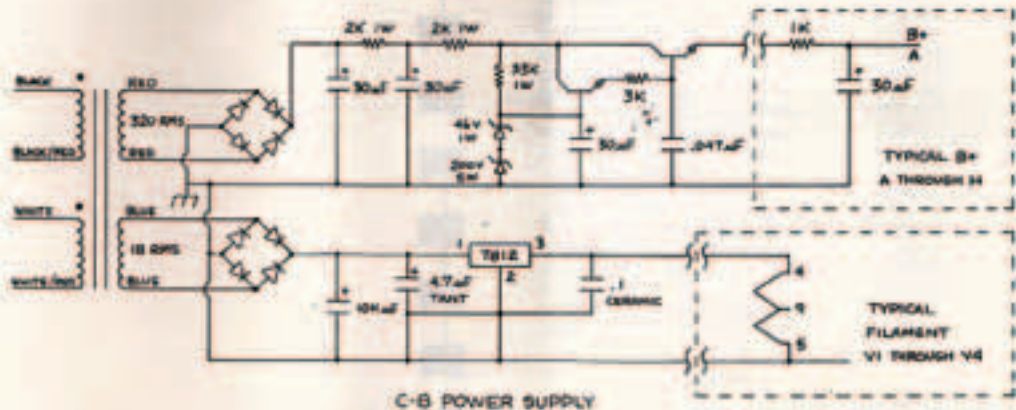 2K 1W
2K 1W
1K
B+
A
BLACK
RED
+
30uF
+
30uF
33K
1W
3K
+
30uF
320 RMS
46V
1W
+
30uF
.047uF
BLACK/RED
RED
200V
5W
TYPICAL B+
A THROUGH H
WHITE
BLUE
18 RMS
1
7812
3
2
4
+
4.7uF
TANT
.1
CERAMIC
WHITE/RED
BLUE
+
10KuF
9
5
TYPICAL
FILAMENT
V1 THROUGH V4
C-8 POWER SUPPLY